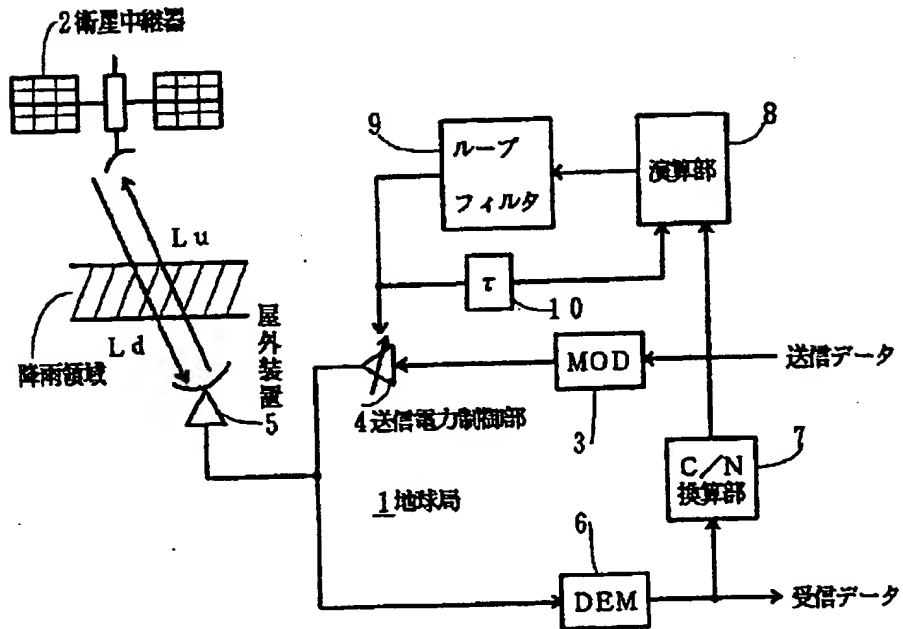 2衛星中継器
9
ループ
フィルタ
8
演算部
Lu
τ
10
Ld
降雨領域
屋外装置
5
4送信電力制御部
MOD
3
送信データ
7
C/N
換算部
1地球局
6
DEM
受信データ